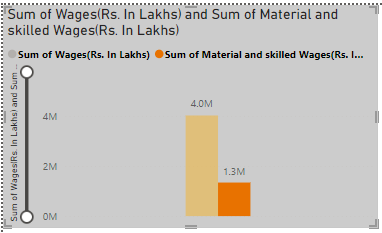 Sum of Wages(Rs. In Lakhs) and Sum of Material and
skilled Wages(Rs. In Lakhs)
Sum of Wages(Rs. In Lakhs) Sum of Material and skilled Wages(Rs. I...
Sum of Wages(Rs. In Lakhs) and Sum...
4.0M
4M
1.3M
2M
0M